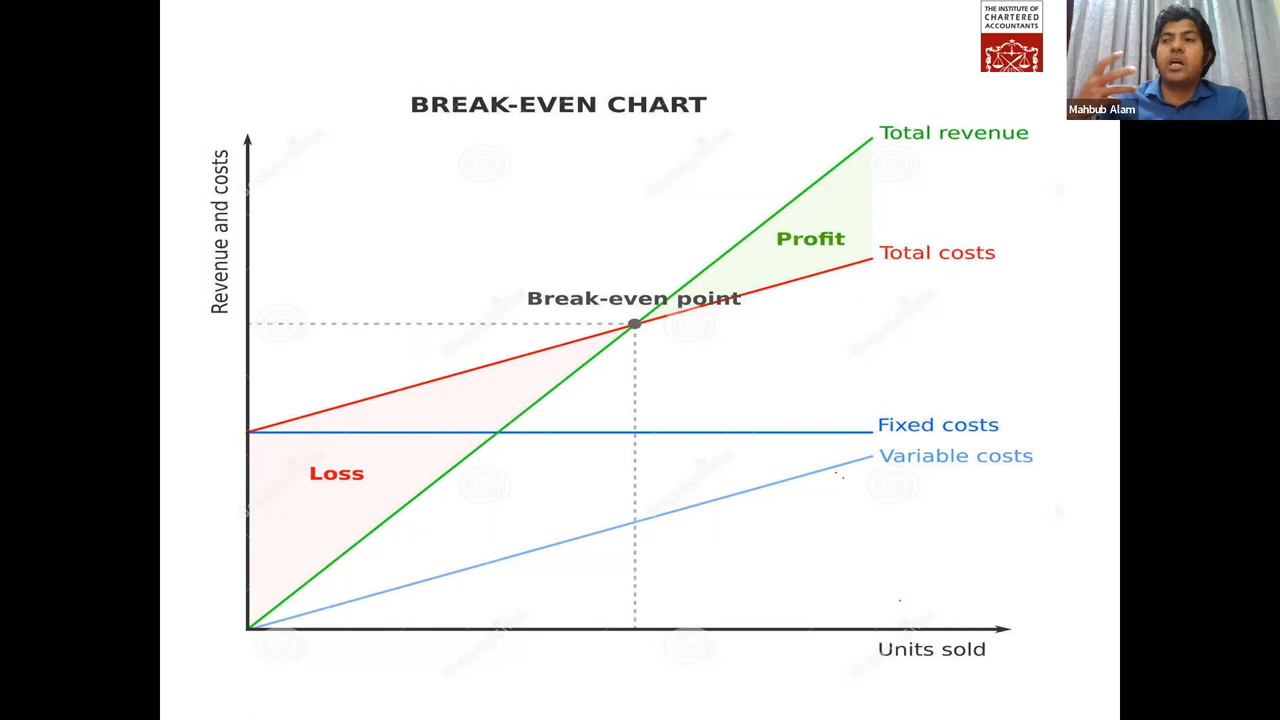 THE INSTITUTE OF
CHARTERED
ACCOUNTANTS
Mahbub Alam
BREAK-EVEN CHART
Revenue and costs
Total revenue
Profit
Total costs
Break-even point
Fixed costs
Variable costs
Loss
Units sold